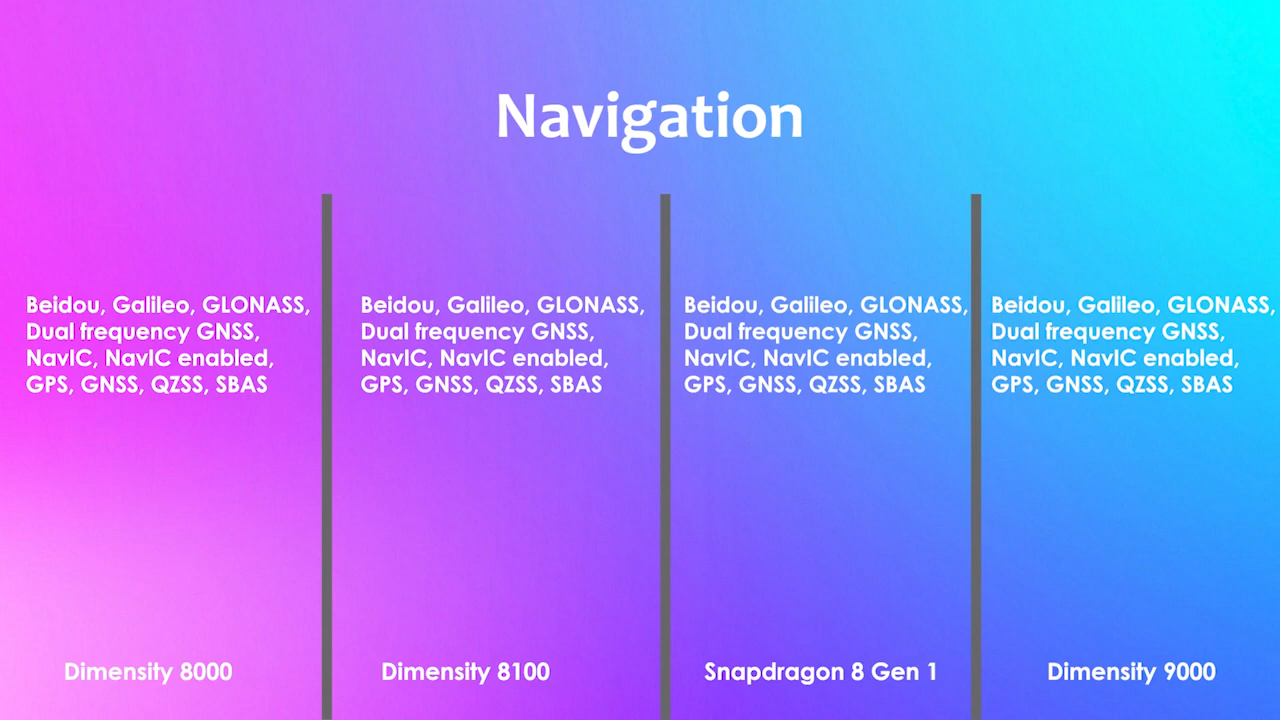 Navigation
Beidou, Galileo, GLONASS,
Dual frequency GNSS,
NavIC, NavIC enabled,
GPS, GNSS, QZSS, SBAS
Dimensity 8000
Beidou, Galileo, GLONASS,
Dual frequency GNSS,
NavIC, NavIC enabled,
GPS, GNSS, QZSS, SBAS
Dimensity 8100
Beidou, Galileo, GLONASS,
Dual frequency GNSS,
NavIC, NavIC enabled,
GPS, GNSS, QZSS, SBAS
Snapdragon 8 Gen 1
Beidou, Galileo, GLONASS,
Dual frequency GNSS,
NavIC, NavIC enabled,
GPS, GNSS, QZSS, SBAS
Dimensity 9000